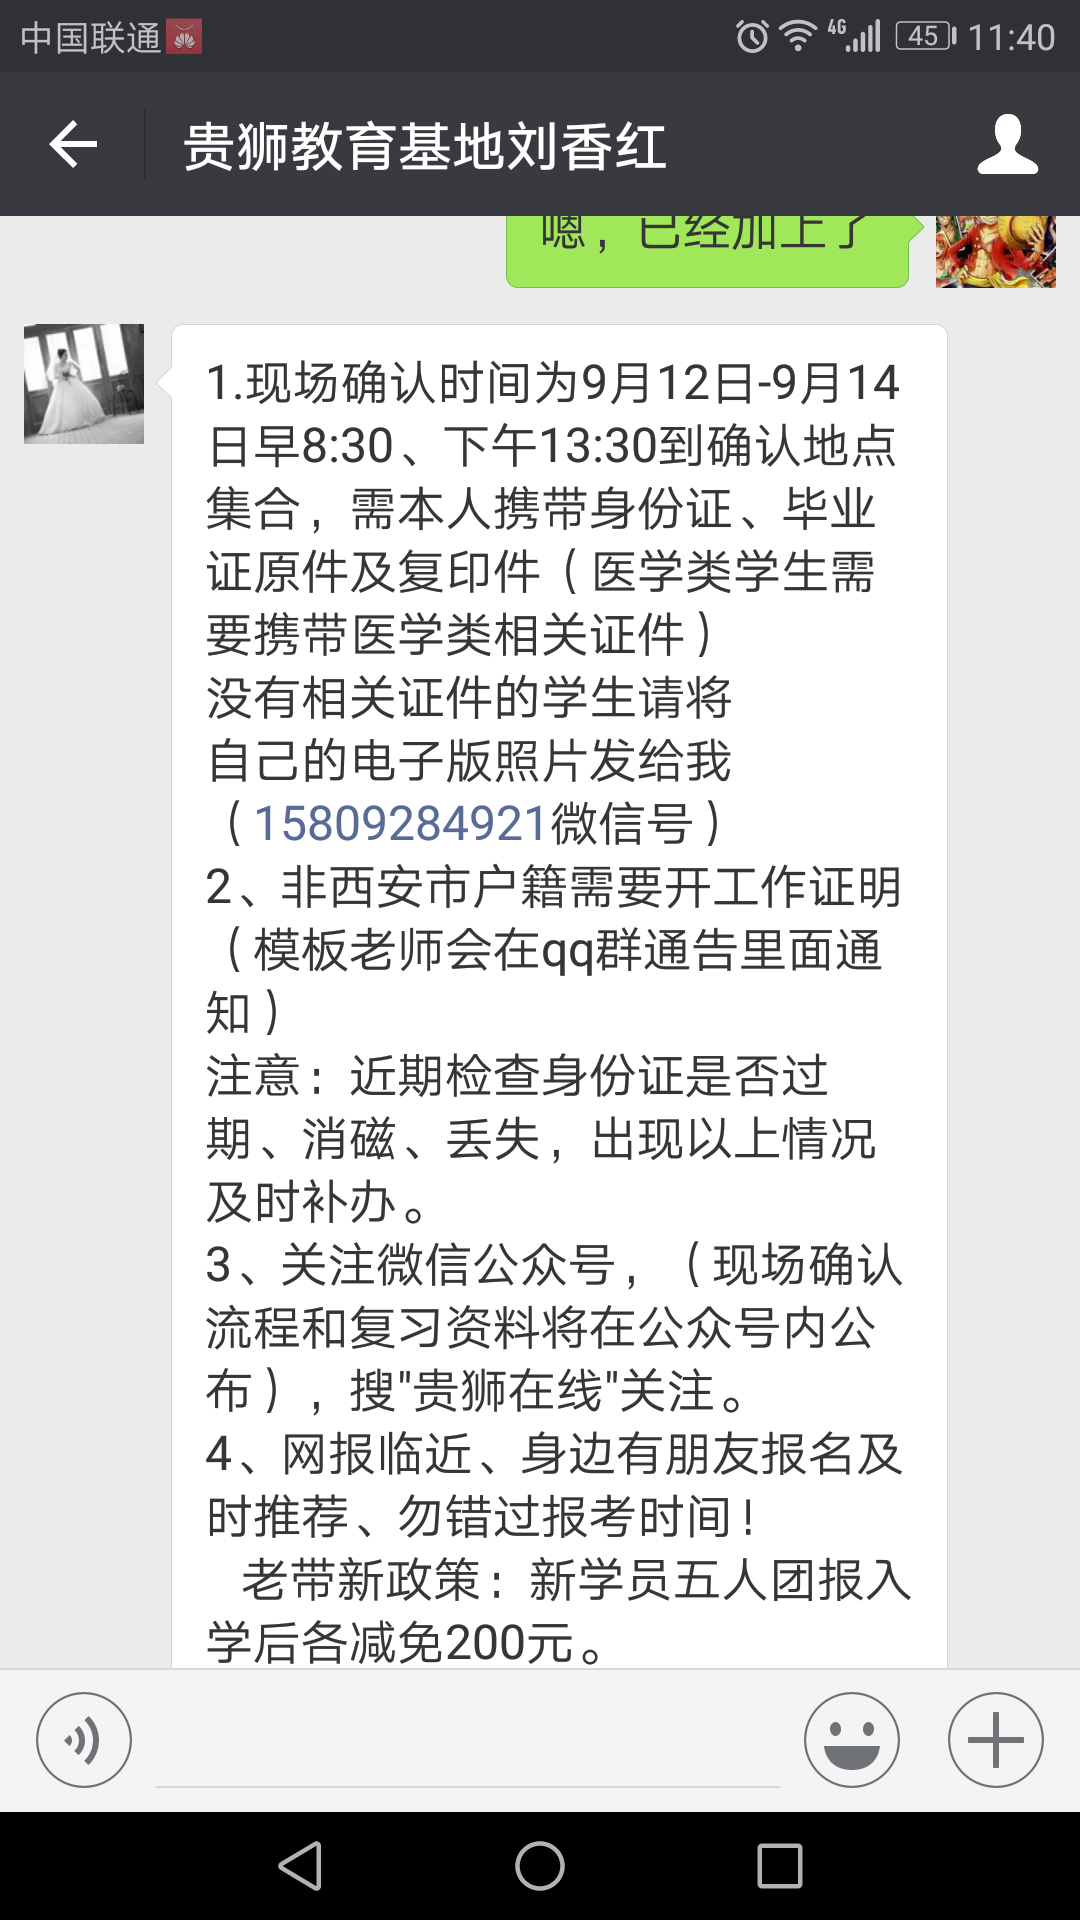 中国联通
4G
45
11:40
贵狮教育基地刘香红
嗯，已经加上了
1.现场确认时间为9月12日-9月14
日早8:30、下午13:30到确认地点
集合，需本人携带身份证、毕业
证原件及复印件（医学类学生需
要携带医学类相关证件）
没有相关证件的学生请将
自己的电子版照片发给我
（15809284921微信号）
2、非西安市户籍需要开工作证明
（模板老师会在qq群通告里面通
知）
注意：近期检查身份证是否过
期、消磁、丢失，出现以上情况
及时补办。
3、关注微信公众号，（现场确认
流程和复习资料将在公众号内公
布），搜"贵狮在线"关注。
4、网报临近、身边有朋友报名及
时推荐、勿错过报考时间！
老带新政策：新学员五人团报入
学后各减免200元。